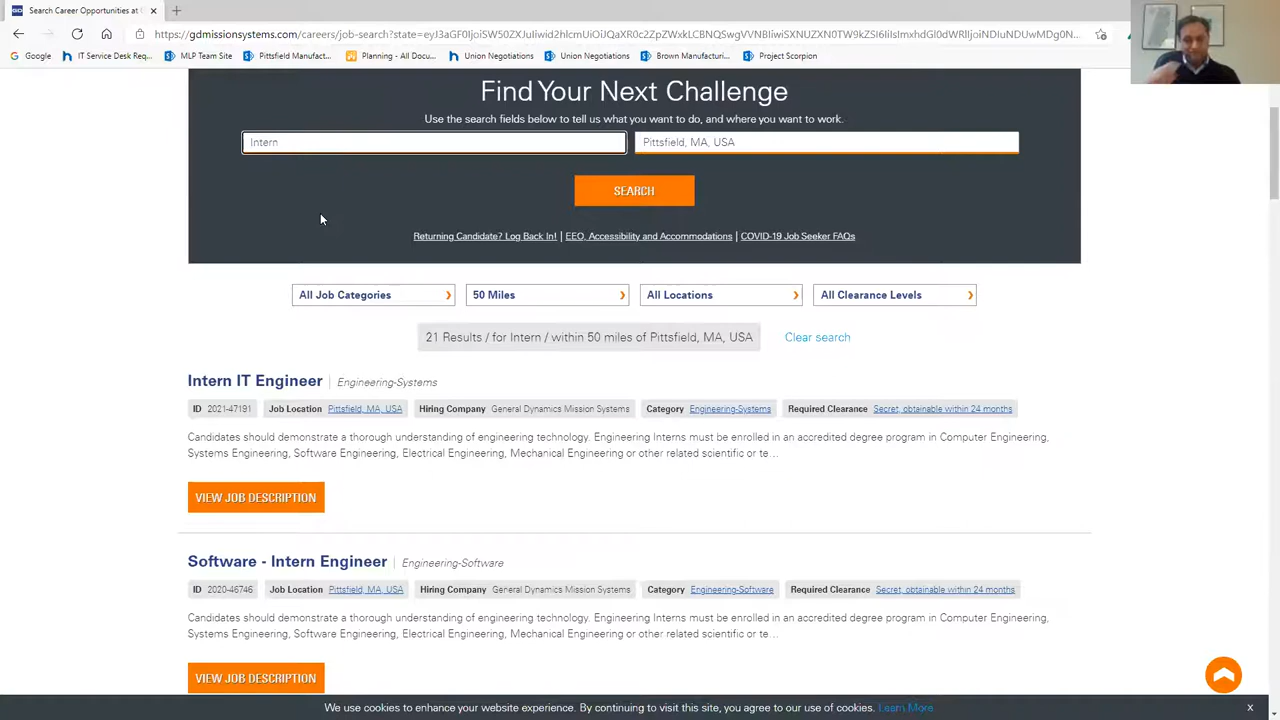 Search Career Opportunities at G
https://gdmissionsystems.com/careers/job-search?state=
Google
IT Service Desk Req...
MLP Team Site
Pittsfield Manufact...
Planning - All Docu...
Union Negotiations
Union Negotiations
Brown Manufacturi...
Project Scorpion
Find Your Next Challenge
Use the search fields below to tell us what you want to do, and where you want to work.
Intern
Pittsfield, MA, USA
SEARCH
Returning Candidate? Log Back In! | EEO, Accessibility and Accommodations | COVID-19 Job Seeker FAQs
All Job Categories
50 Miles
All Locations
All Clearance Levels
21 Results / for Intern / within 50 miles of Pittsfield, MA, USA
Clear search
Intern IT Engineer | Engineering-Systems
ID 2021-47191 Job Location Pittsfield, MA, USA Hiring Company General Dynamics Mission Systems Category Engineering-Systems Required Clearance Secret, obtainable within 24 months
Candidates should demonstrate a thorough understanding of engineering technology. Engineering Interns must be enrolled in an accredited degree program in Computer Engineering,
Systems Engineering, Software Engineering, Electrical Engineering, Mechanical Engineering or other related scientific or te...
VIEW JOB DESCRIPTION
Software - Intern Engineer | Engineering-Software
ID 2020-46746 Job Location Pittsfield, MA, USA Hiring Company General Dynamics Mission Systems Category Engineering-Software Required Clearance Secret, obtainable within 24 months
Candidates should demonstrate a thorough understanding of engineering technology. Engineering Interns must be enrolled in an accredited degree program in Computer Engineering,
Systems Engineering, Software Engineering, Electrical Engineering, Mechanical Engineering or other related scientific or te...
VIEW JOB DESCRIPTION
We use cookies to enhance your website experience. By continuing to visit this site, you agree to our use of cookies. Learn More
x